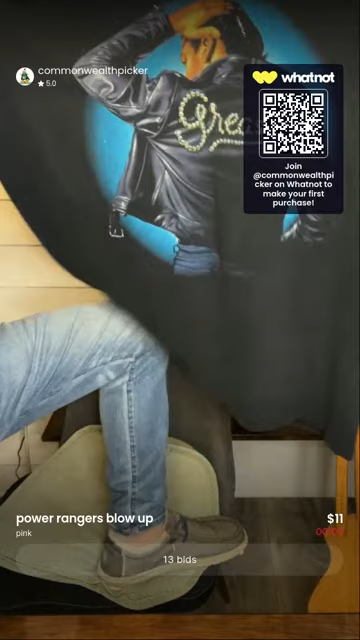 commonwealthpicker
★ 5.0
whatnot
Join
@commonwealthpi
cker on Whatnot to
make your first
purchase!
power rangers blow up
$11
pink
13 bids